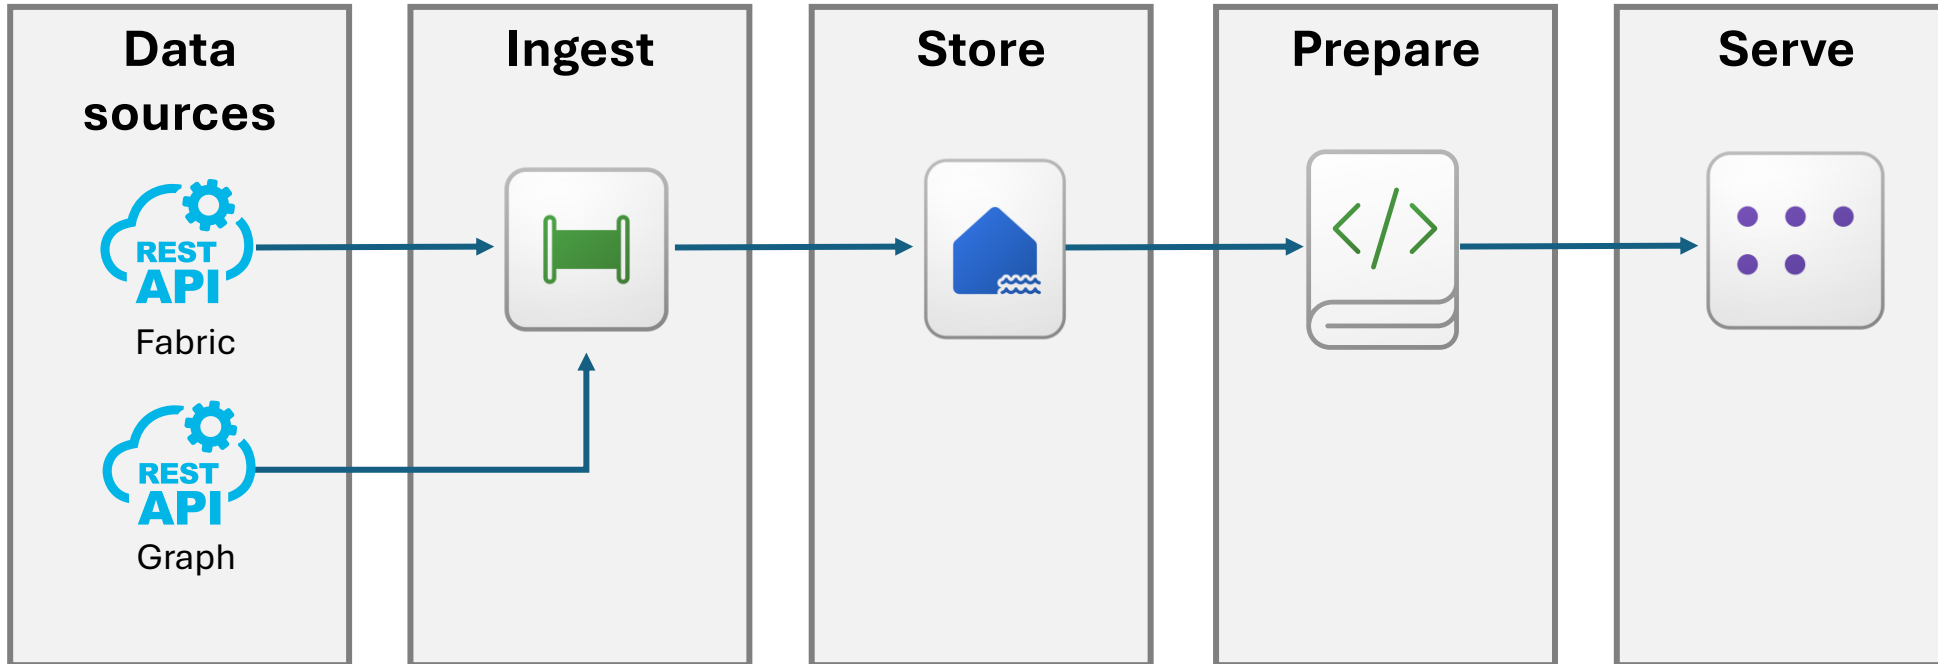 Data
sources
REST
API
Fabric
REST
API
Graph
Ingest
Store
</>
Prepare
Serve